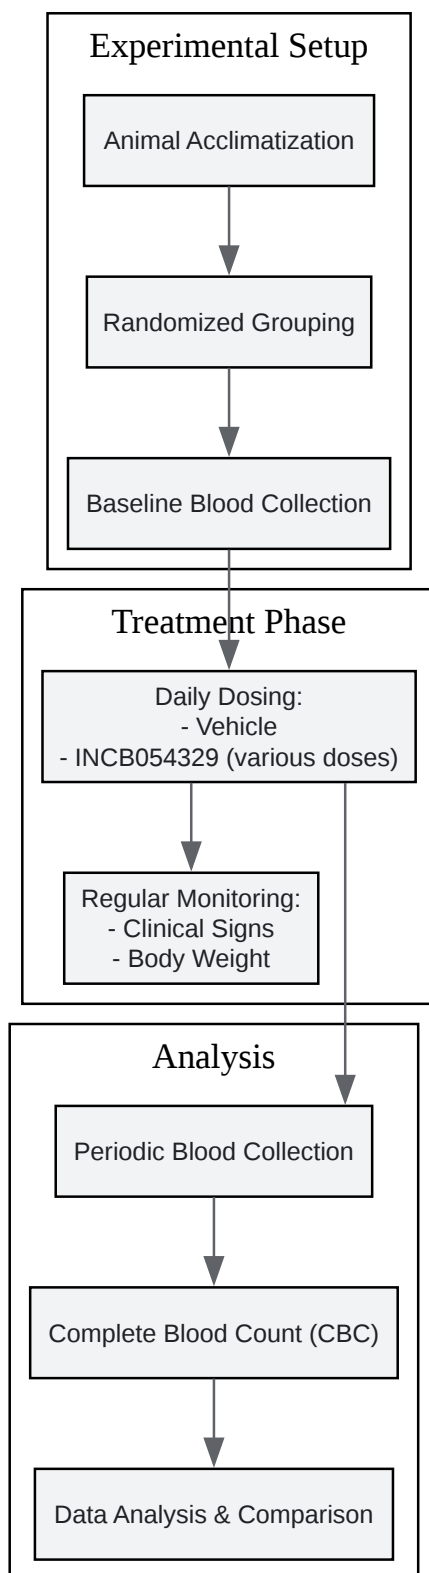 Experimental Setup
Animal Acclimatization
Randomized Grouping
Baseline Blood Collection
Treatment Phase
Daily Dosing:
- Vehicle
- INCB054329 (various doses)
Regular Monitoring:
- Clinical Signs
- Body Weight
Analysis
Periodic Blood Collection
Complete Blood Count (CBC)
Data Analysis & Comparison